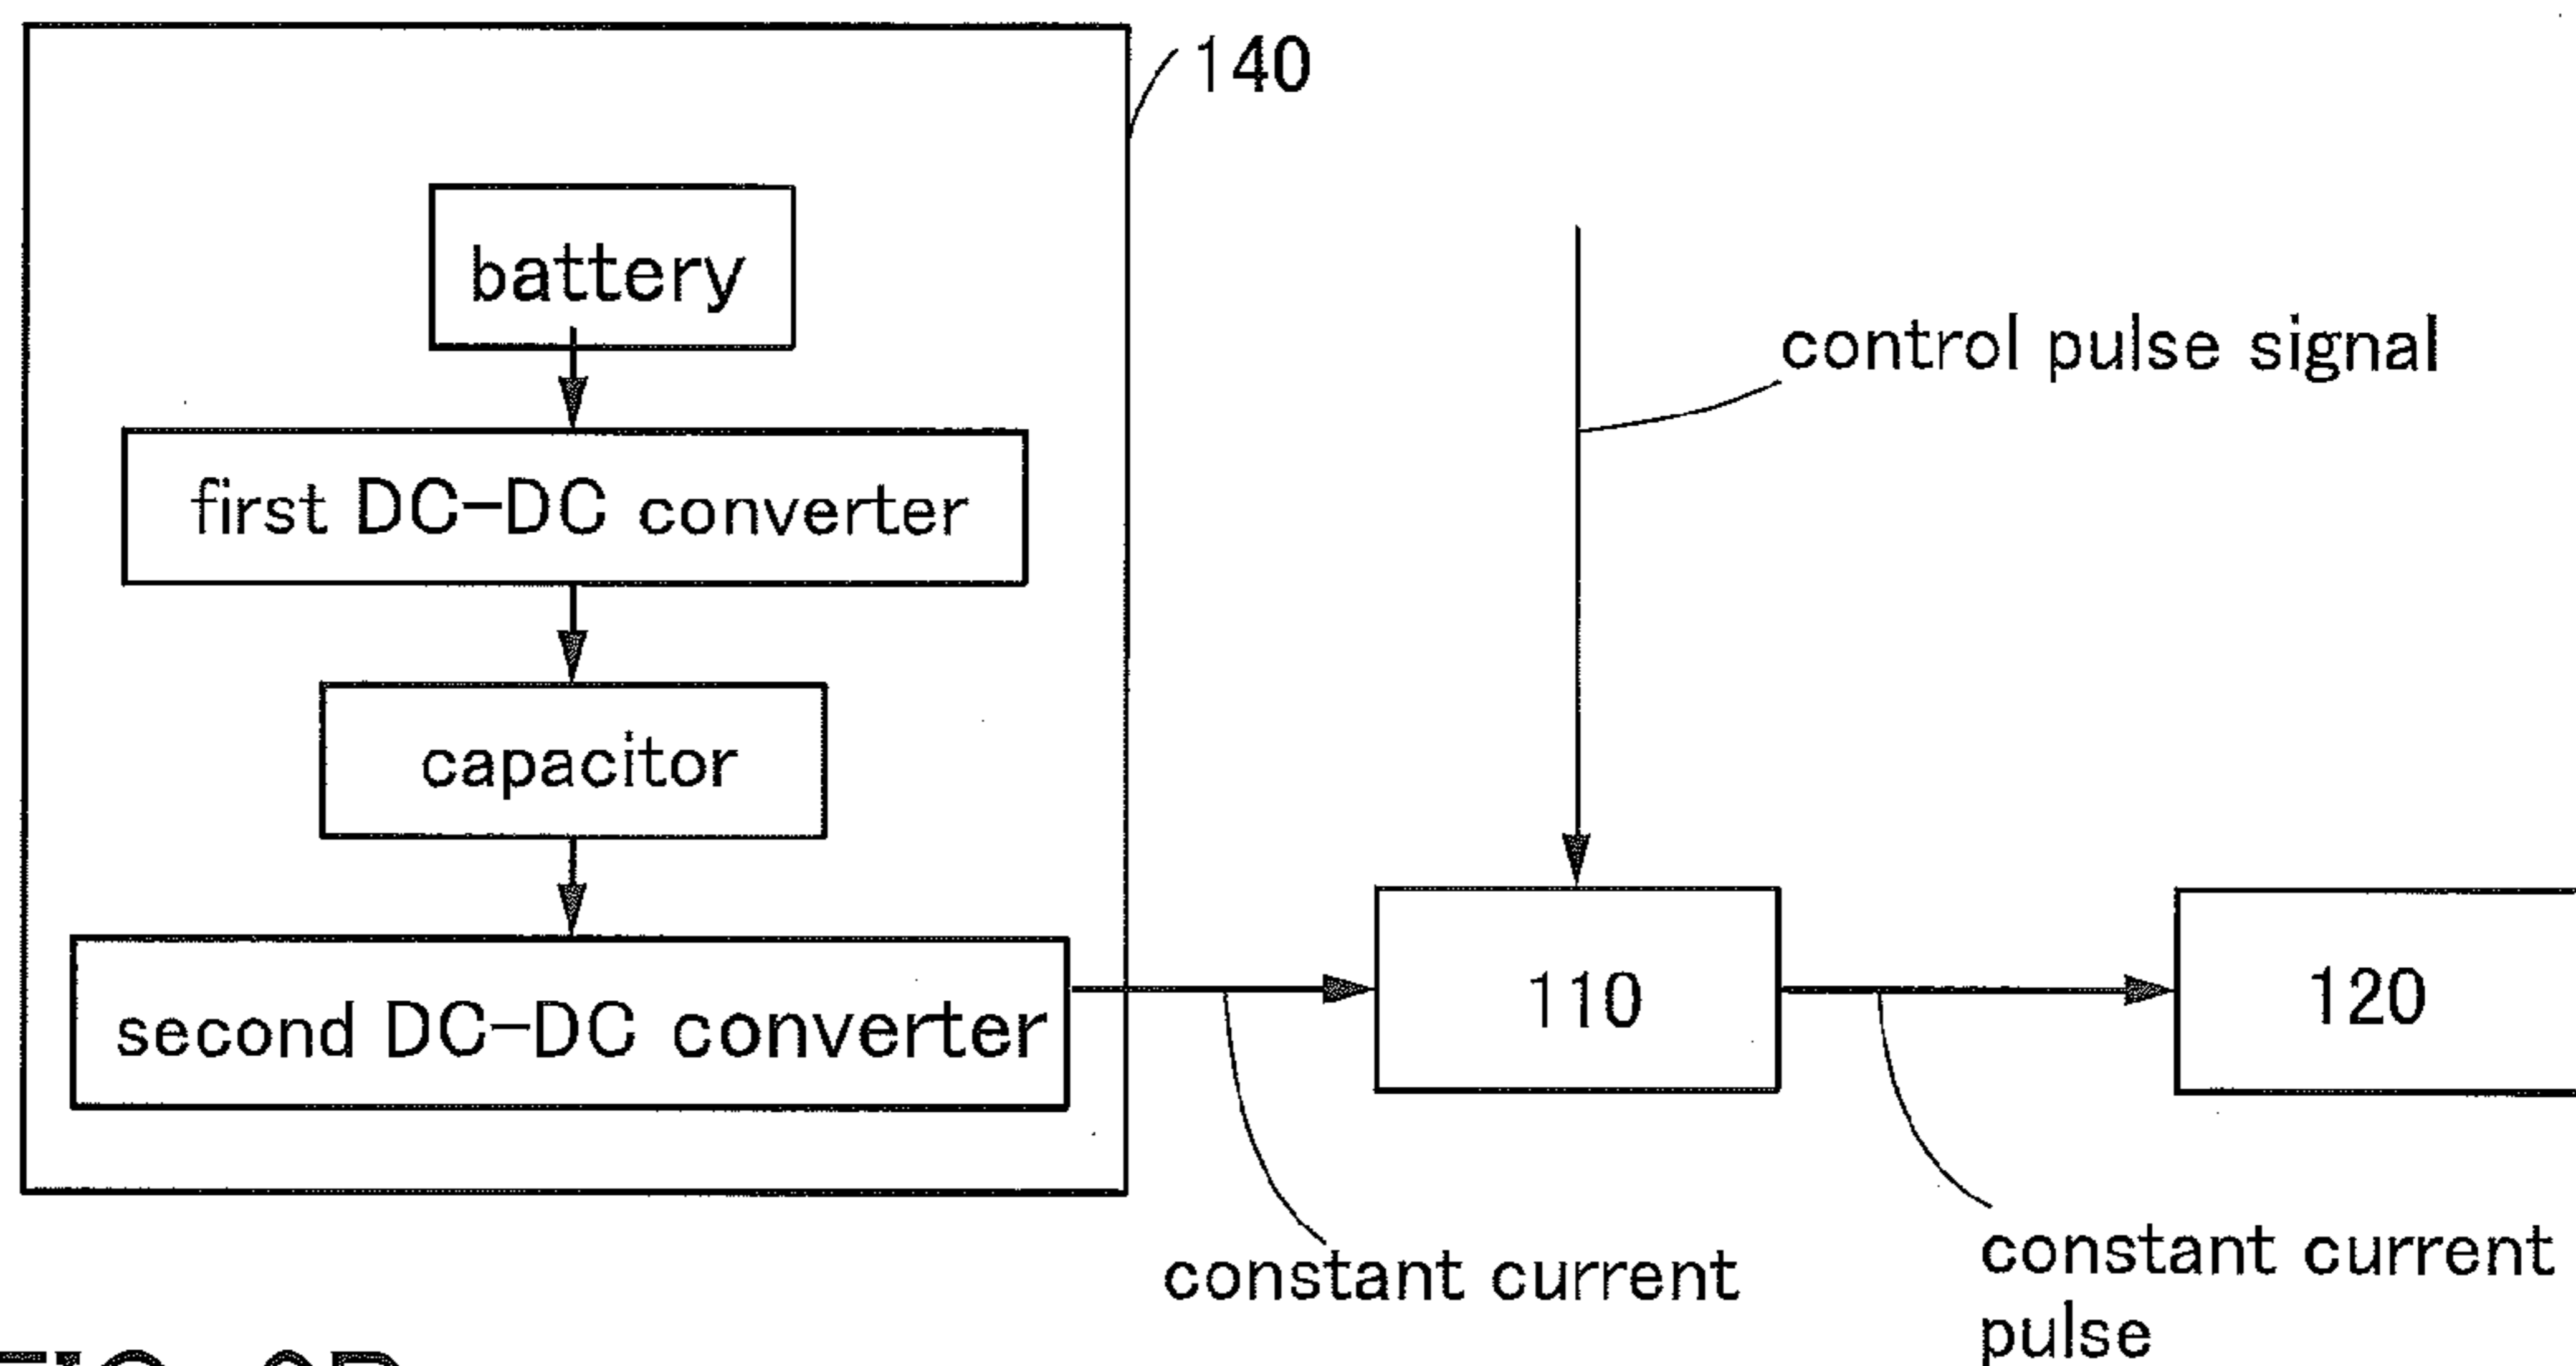 140
battery
control pulse signal
first DC-DC converter
capacitor
second DC-DC converter
110
120
constant current
constant current
pulse